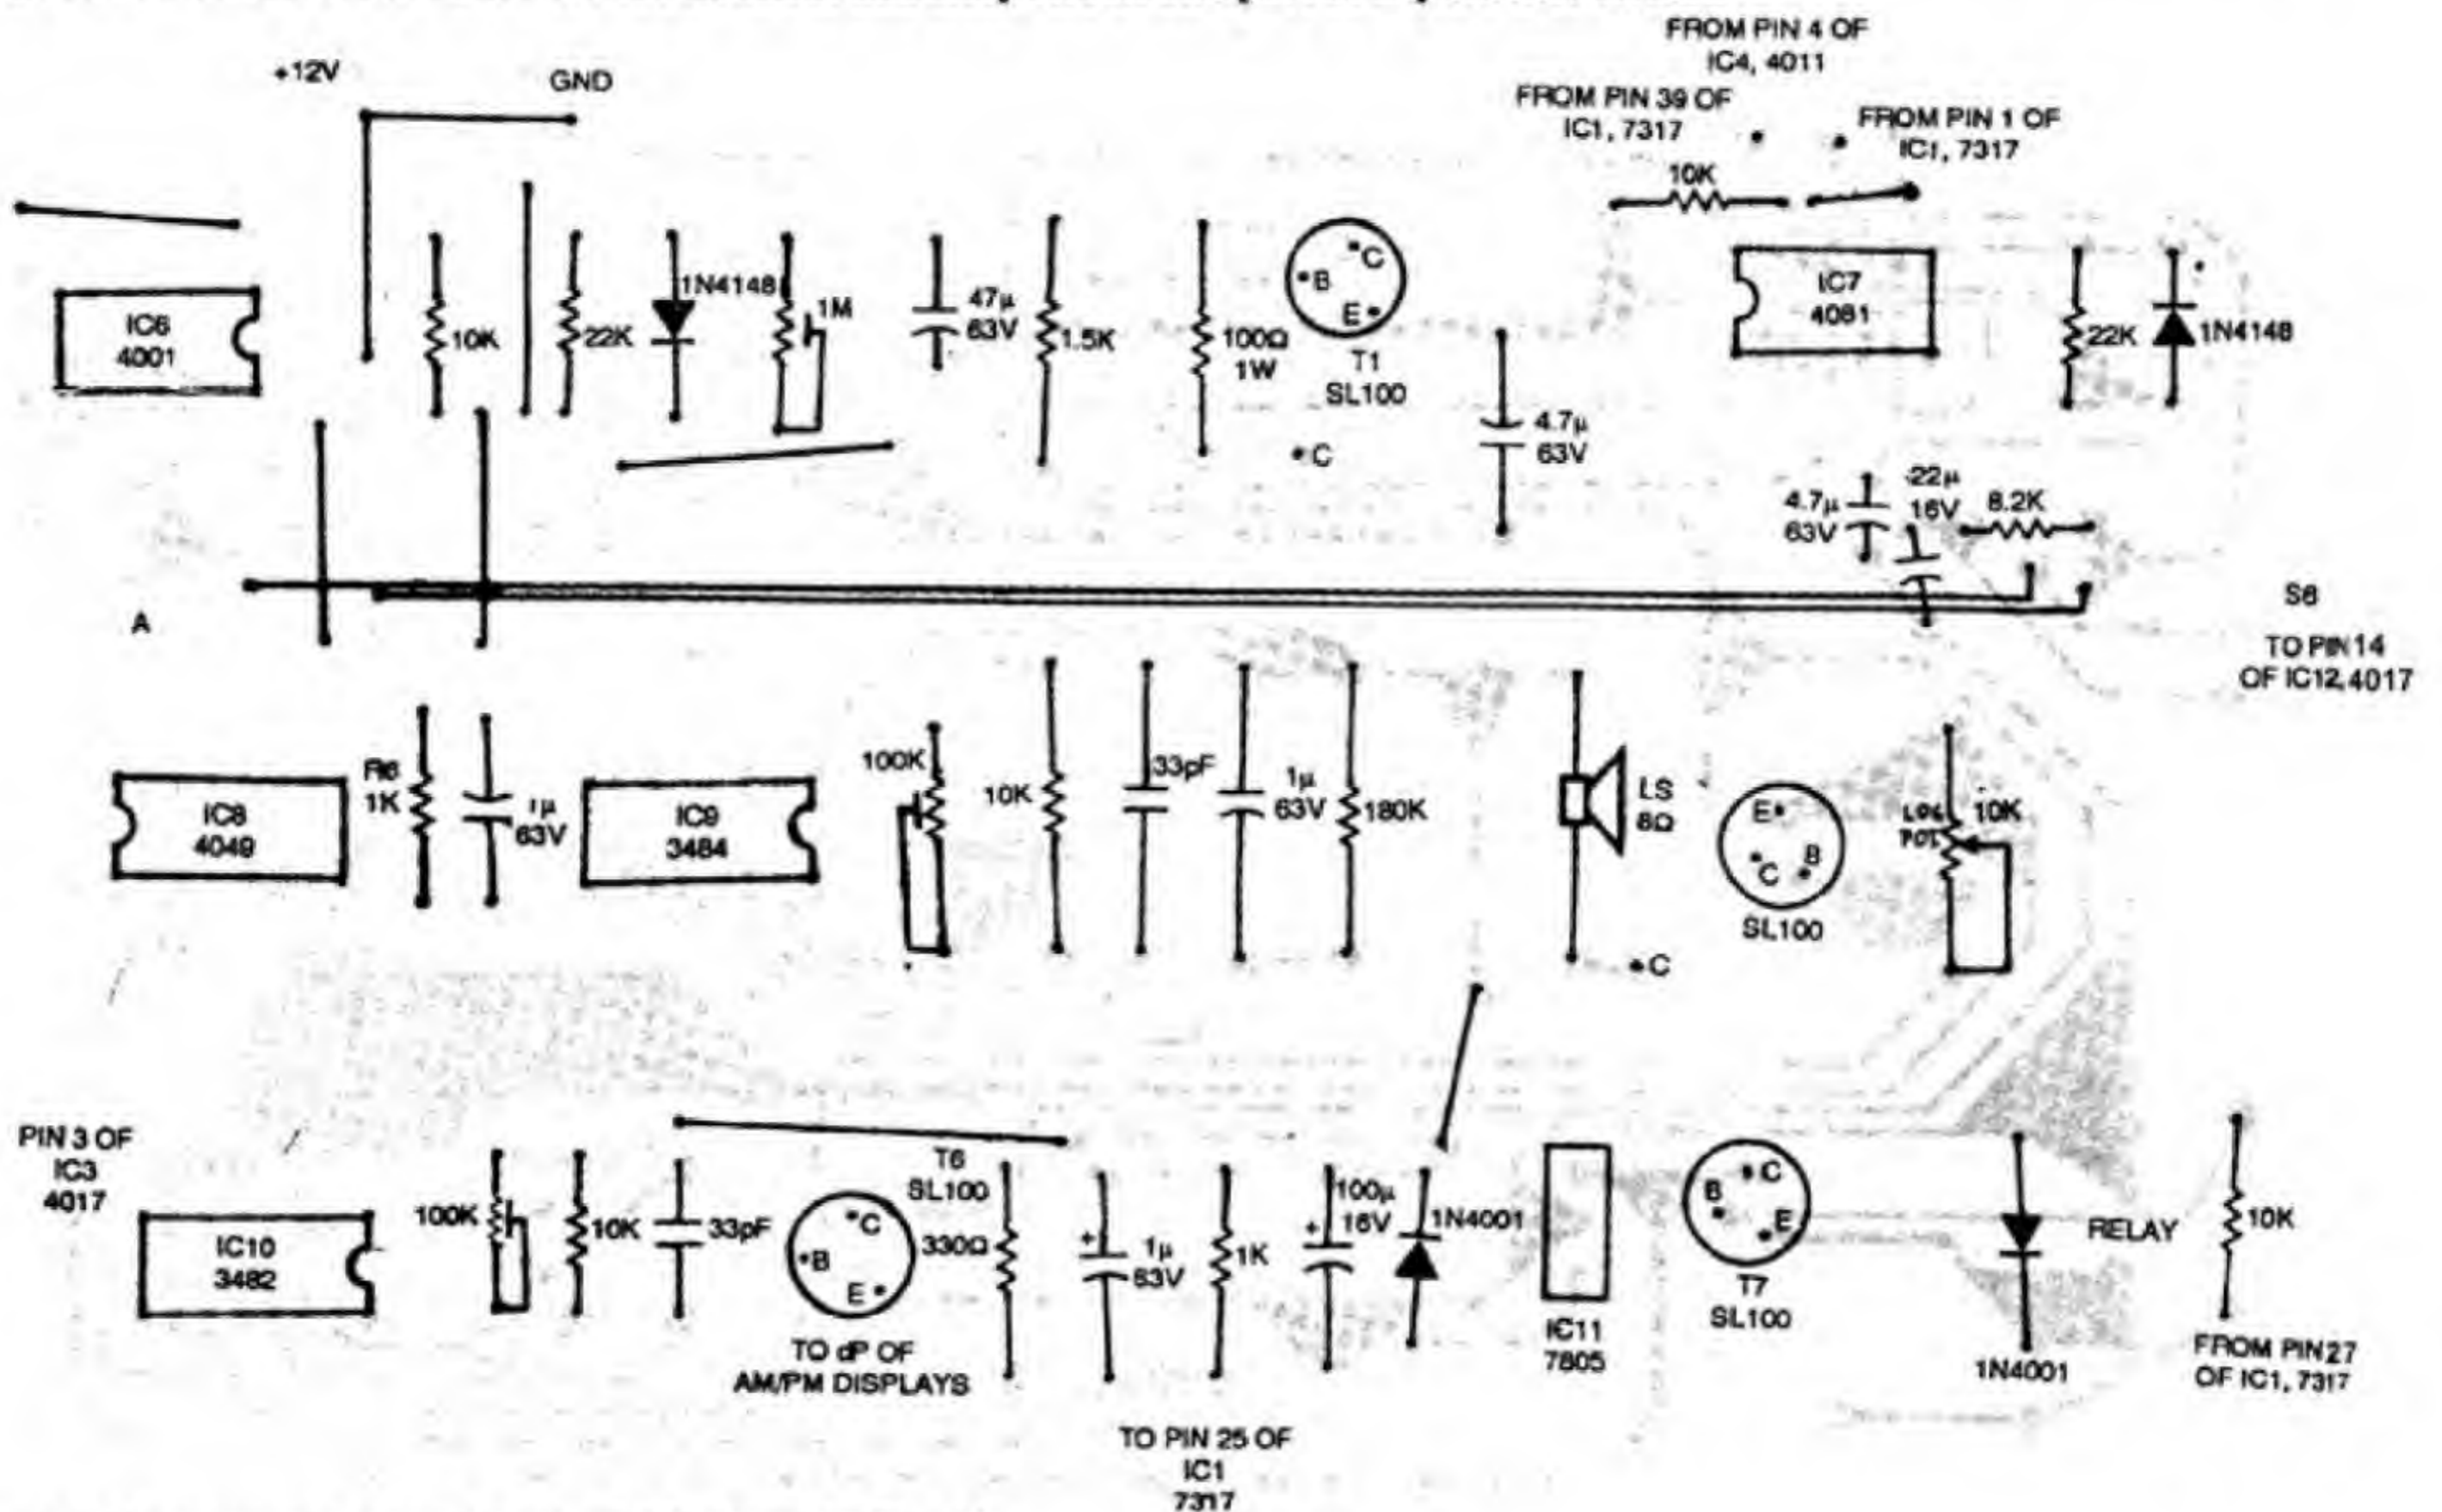 FROM PIN 4 OF
IC4, 4011
+12V
GND
FROM PIN 39 OF
IC1, 7317
FROM PIN 1 OF
IC1, 7317
10K
C
B
E
T1
SL100
IC6
4001
10K
22K
1N4148
1M
47µ
63V
1.5K
100Ω
1W
C
4.7µ
63V
IC7
4081
22K
1N4148
4.7µ
63V
22µ
16V
8.2K
A
S6
TO PIN 14
OF IC12, 4017
IC8
4049
R6
1K
1µ
63V
IC9
3484
100K
10K
33pF
1µ
63V
180K
LS
8Ω
C
E
C
B
SL100
LOG
POT
10K
PIN 3 OF
IC3
4017
IC10
3482
100K
10K
33pF
C
B
E
T6
SL100
TO dP OF
AM/PM DISPLAYS
330Ω
+
1µ
63V
1K
TO PIN 25 OF
IC1
7317
+
100µ
16V
1N4001
IC11
7805
C
B
E
T7
SL100
1N4001
RELAY
10K
FROM PIN 27
OF IC1, 7317